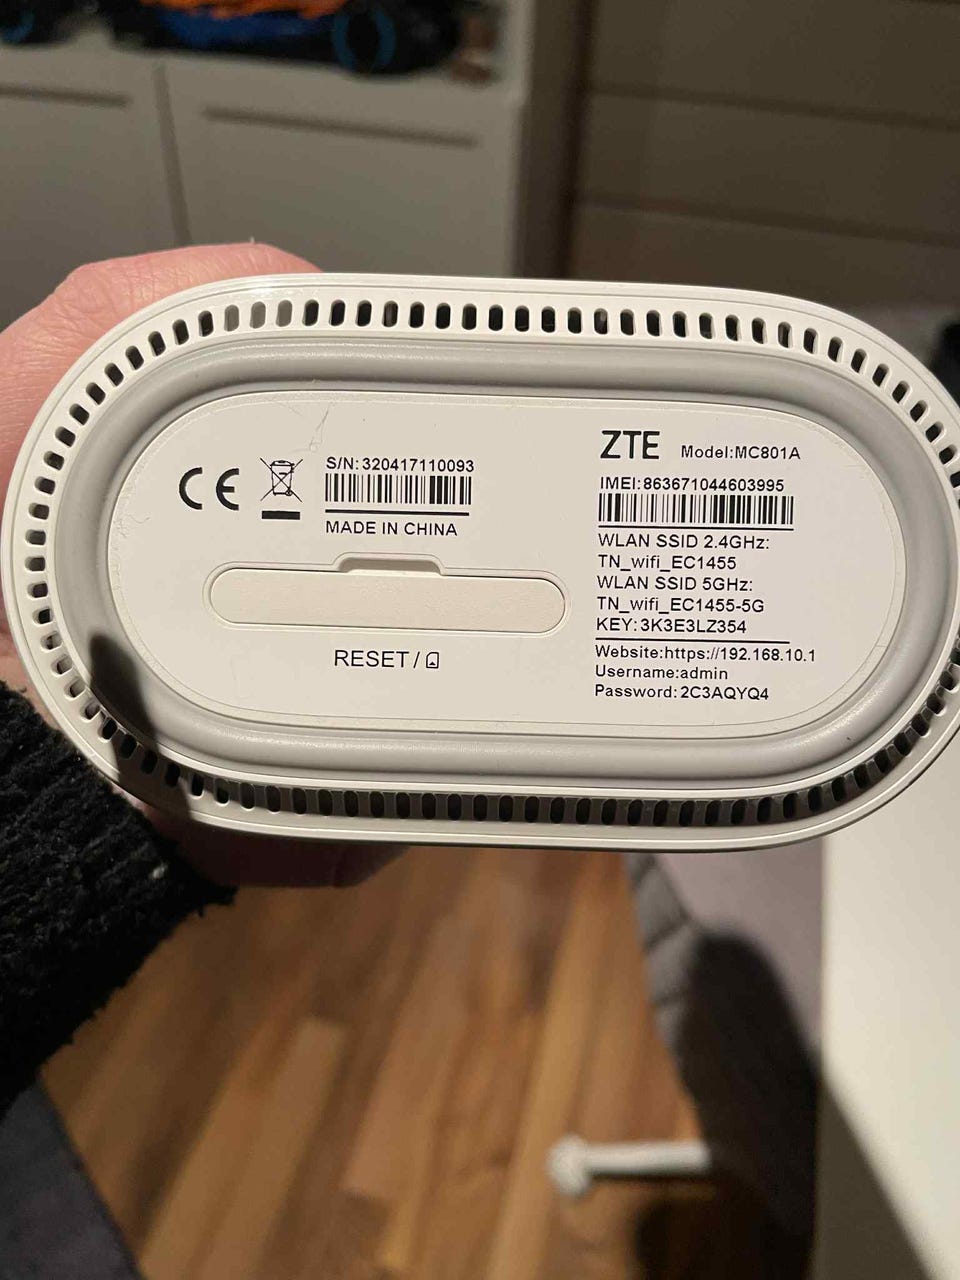 CE
S/N:320417110093
MADE IN CHINA
RESET /
ZTE Model:MC801A
IMEI:863671044603995
WLAN SSID 2.4GHz:
TN_wifi_EC1455
WLAN SSID 5GHz:
TN_wifi_EC1455-5G
KEY:3K3E3LZ354
Website:https://192.168.10.1
Username:admin
Password:2C3AQYQ4